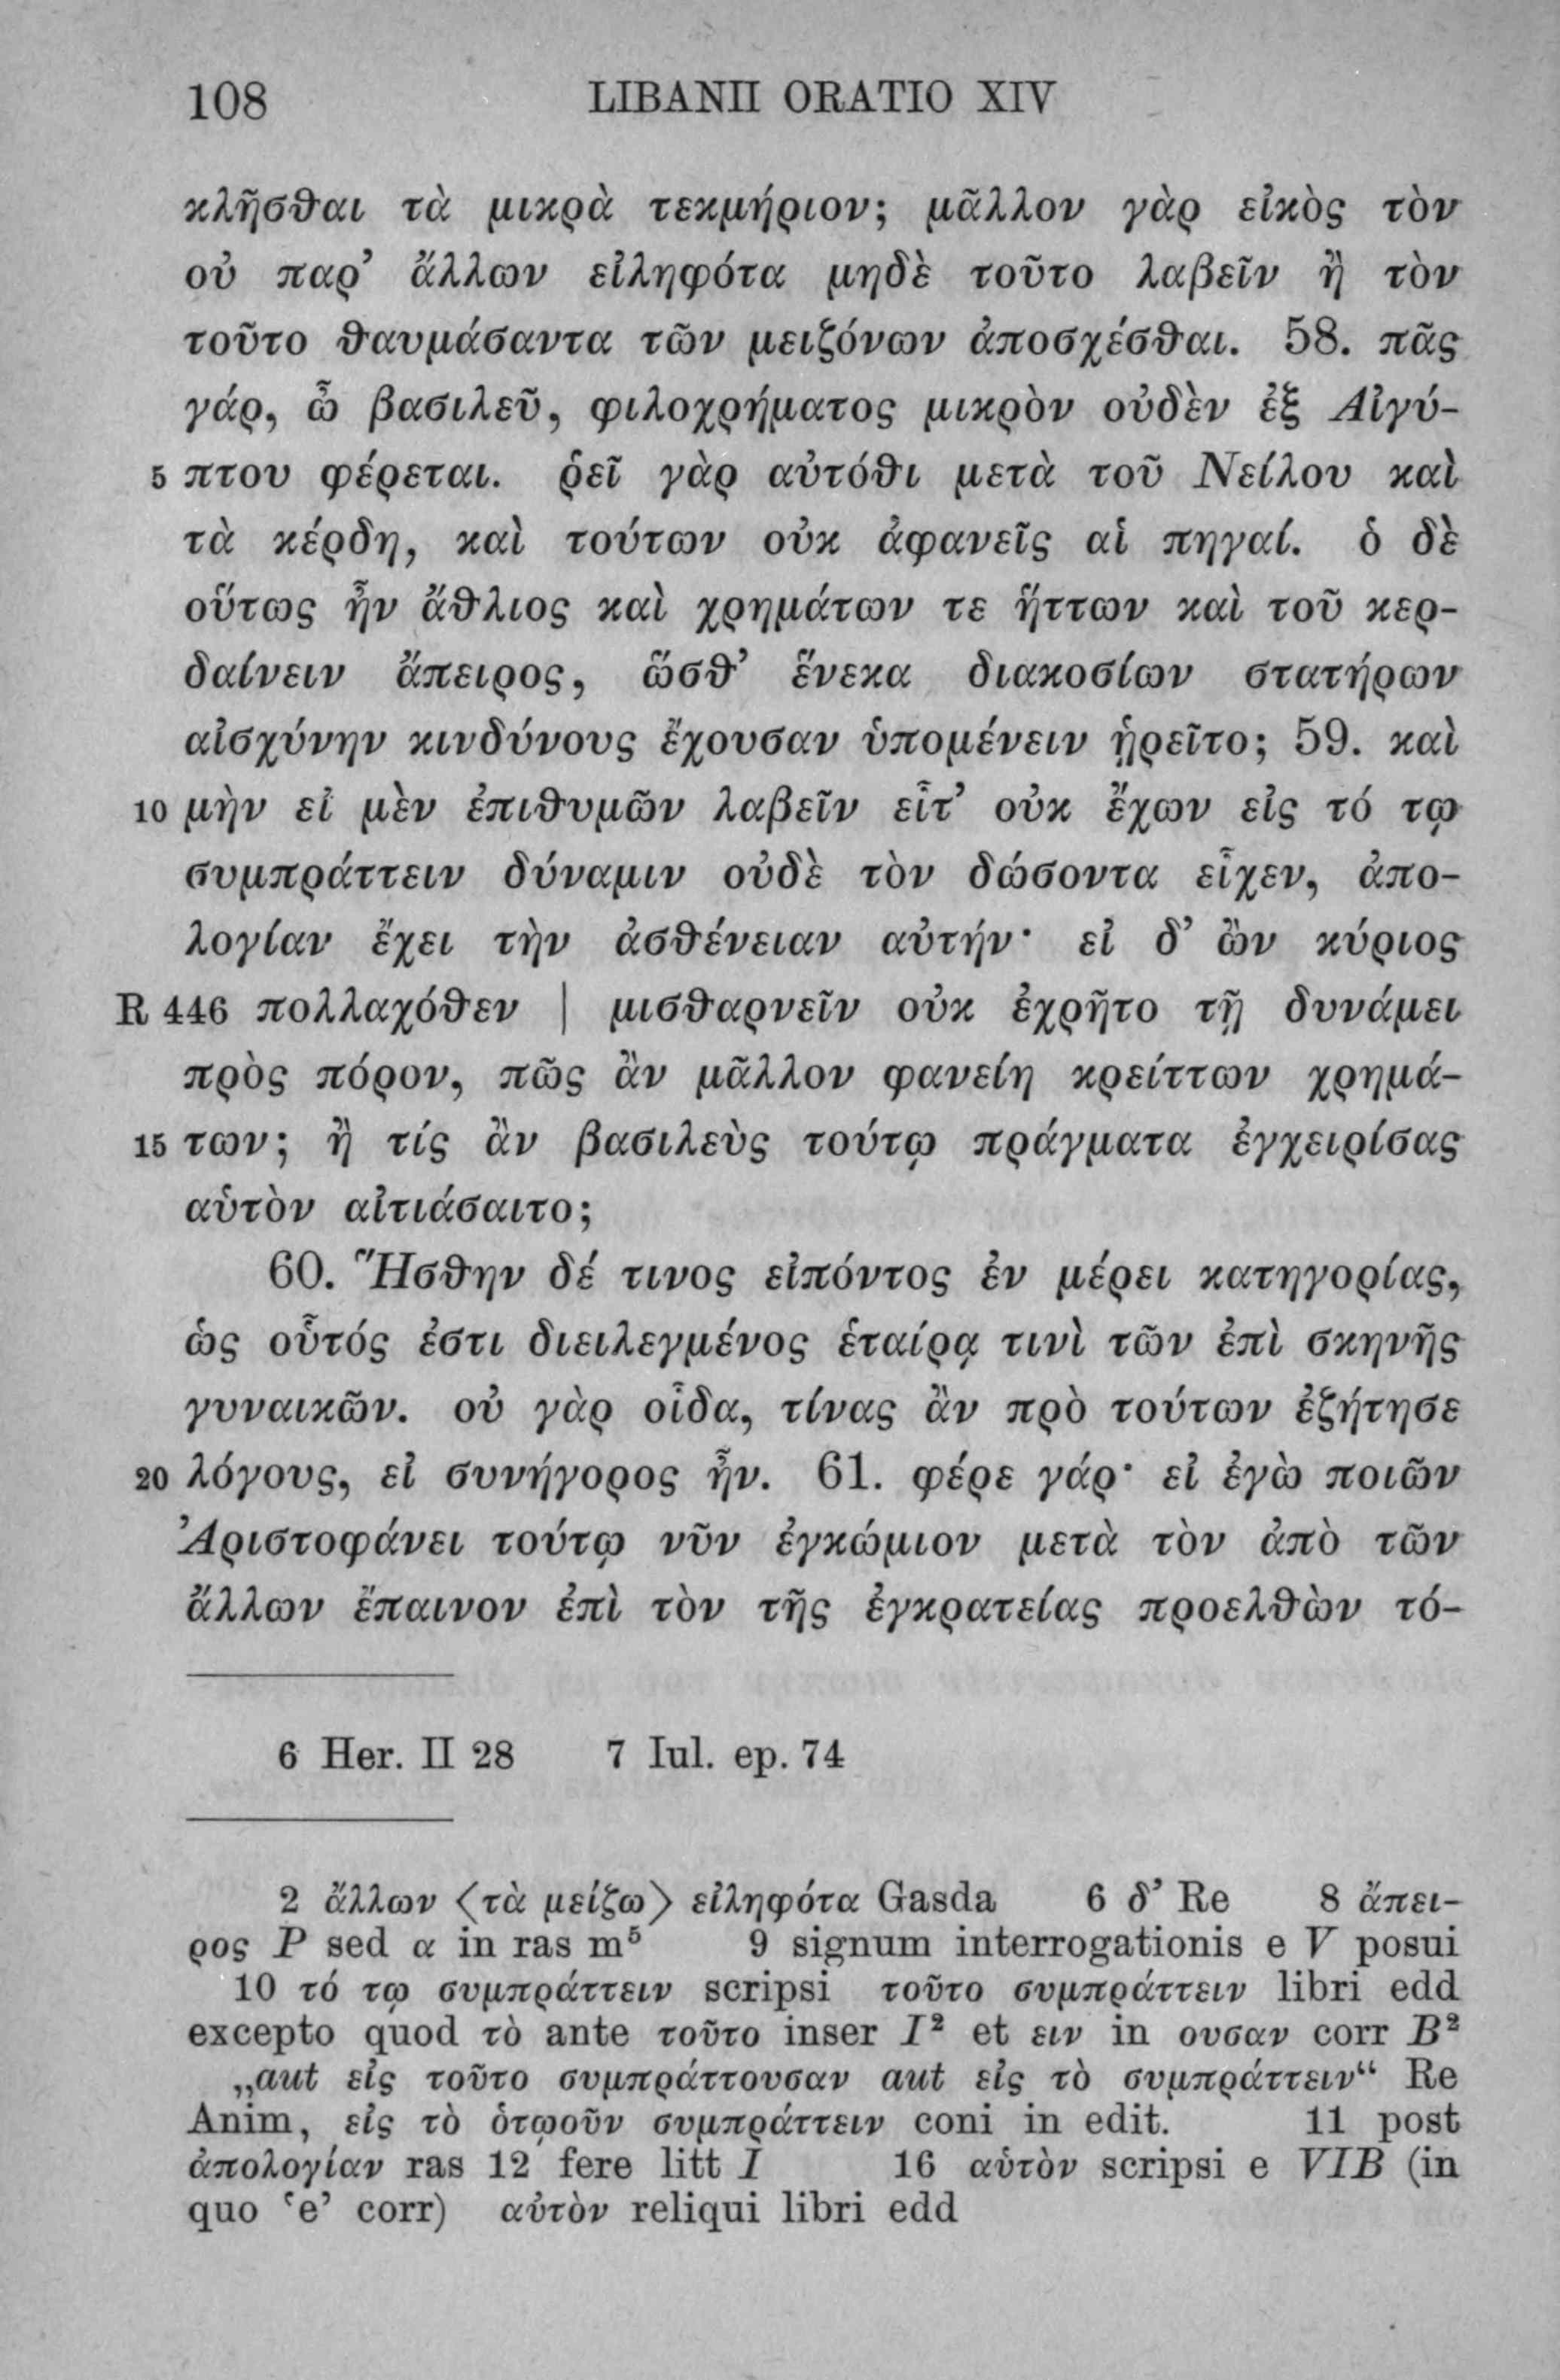 108 LIBANII ORATIO XIV
κλῆσθαι τὰ μικρὰ τεκμήριον; μᾶλλον γὰρ εἰκὸς τὸν
οὐ παρ’ ἄλλων εἰληφότα μηδὲ τοῦτο λαβεῖν ἢ τὸν
τοῦτο θαυμάσαντα τῶν μειζόνων ἀποσχέσθαι. 58. πᾶς
γάρ, ὦ βασιλεῦ, φιλοχρήματος μικρὸν οὐδὲν ἐξ Αἰγύ-
5 πτου φέρεται. ῥεῖ γὰρ αὐτόθι μετὰ τοῦ Νείλου καὶ
τὰ κέρδη, καὶ τούτων οὐκ ἀφανεῖς αἱ πηγαί. ὁ δὲ
οὕτως ἦν ἄθλιος καὶ χρημάτων τε ἥττων καὶ τοῦ κερ-
δαίνειν ἄπειρος, ὥσθ’ ἕνεκα διακοσίων στατήρων
αἰσχύνην κινδύνους ἔχουσαν ὑπομένειν ᾑρεῖτο; 59. καὶ
10 μὴν εἰ μὲν ἐπιθυμῶν λαβεῖν εἶτ’ οὐκ ἔχων εἰς τό τῳ
συμπράττειν δύναμιν οὐδὲ τὸν δώσοντα εἶχεν, ἀπο-
λογίαν ἔχει τὴν ἀσθένειαν αὐτήν· εἰ δ’ ὢν κύριος
R 446 πολλαχόθεν | μισθαρνεῖν οὐκ ἐχρῆτο τῇ δυνάμει
πρὸς πόρον, πῶς ἂν μᾶλλον φανείη κρείττων χρημά-
15 των; ἢ τίς ἂν βασιλεὺς τούτῳ πράγματα ἐγχειρίσας
αὑτὸν αἰτιάσαιτο;
60. Ἥσθην δέ τινος εἰπόντος ἐν μέρει κατηγορίας,
ὡς οὗτός ἐστι διειλεγμένος ἑταίρᾳ τινὶ τῶν ἐπὶ σκηνῆς
γυναικῶν. οὐ γὰρ οἶδα, τίνας ἂν πρὸ τούτων ἐζήτησε
20 λόγους, εἰ συνήγορος ἦν. 61. φέρε γάρ· εἰ ἐγὼ ποιῶν
Ἀριστοφάνει τούτῳ νῦν ἐγκώμιον μετὰ τὸν ἀπὸ τῶν
ἄλλων ἔπαινον ἐπὶ τὸν τῆς ἐγκρατείας προελθὼν τό-
6 Her. II 28 7 Iul. ep. 74
2 ἄλλων ⟨τὰ μείζω⟩ εἰληφότα Gasda 6 δ’ Re 8 ἄπει-
ρος P sed α in ras m⁵ 9 signum interrogationis e V posui
10 τό τῳ συμπράττειν scripsi τοῦτο συμπράττειν libri edd
excepto quod τὸ ante τοῦτο inser I² et ειν in ουσαν corr B²
„aut εἰς τοῦτο συμπράττουσαν aut εἰς τὸ συμπράττειν“ Re
Anim, εἰς τὸ ὁτῳοῦν συμπράττειν coni in edit. 11 post
ἀπολογίαν ras 12 fere litt I 16 αὑτὸν scripsi e VIB (in
quo ‘e’ corr) αὐτὸν reliqui libri edd